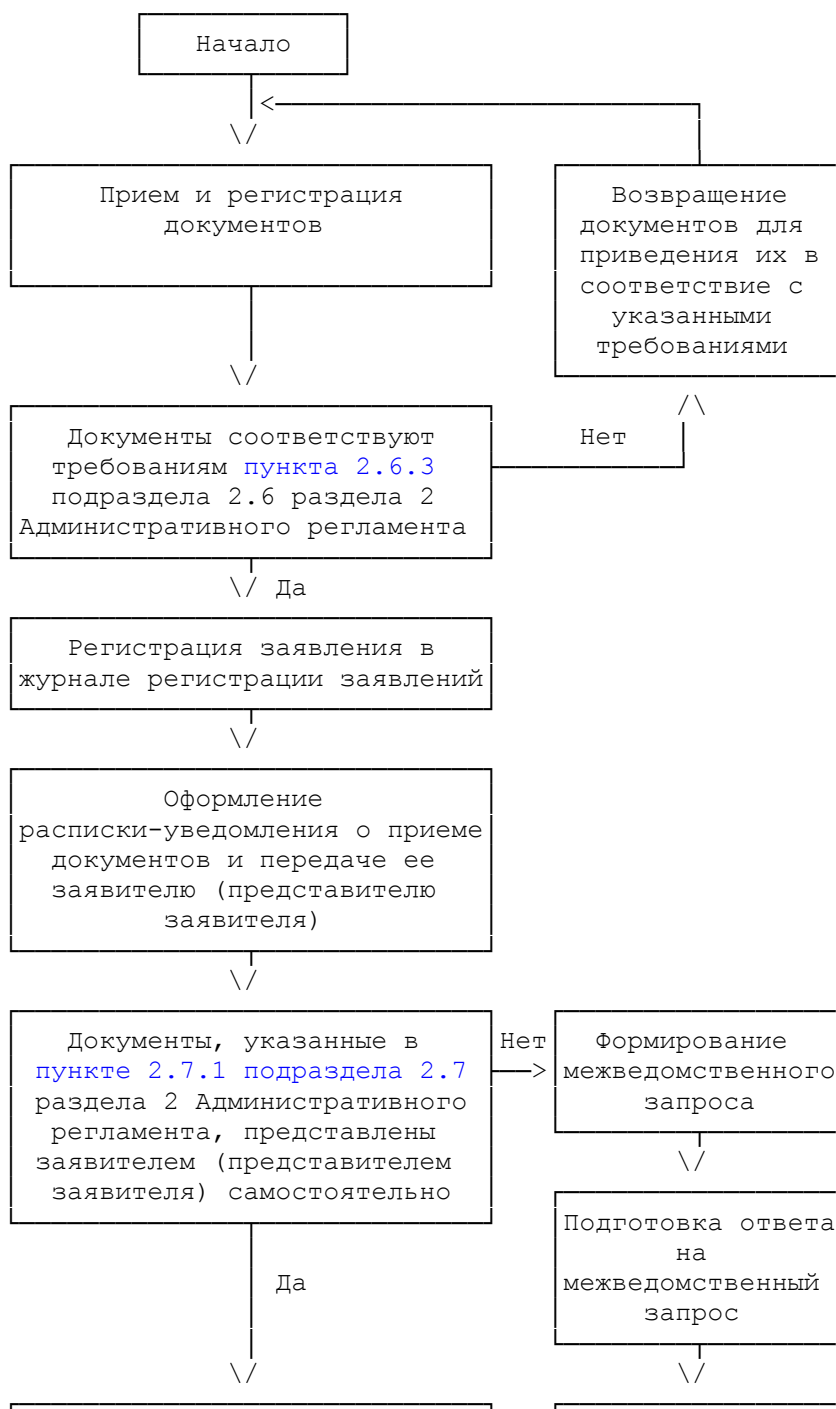 Начало
Прием и регистрация
документов
Возвращение
документов для
приведения их в
соответствие с
указанными
требованиями
Документы соответствуют
требованиям пункта 2.6.3
подраздела 2.6 раздела 2
Административного регламента
Нет
Да
Регистрация заявления в
журнале регистрации заявлений
Оформление
расписки-уведомления о приеме
документов и передаче ее
заявителю (представителю
заявителя)
Документы, указанные в
пункте 2.7.1 подраздела 2.7
раздела 2 Административного
регламента, представлены
заявителем (представителем
заявителя) самостоятельно
Нет
Формирование
межведомственного
запроса
Подготовка ответа
на
межведомственный
запрос
Да